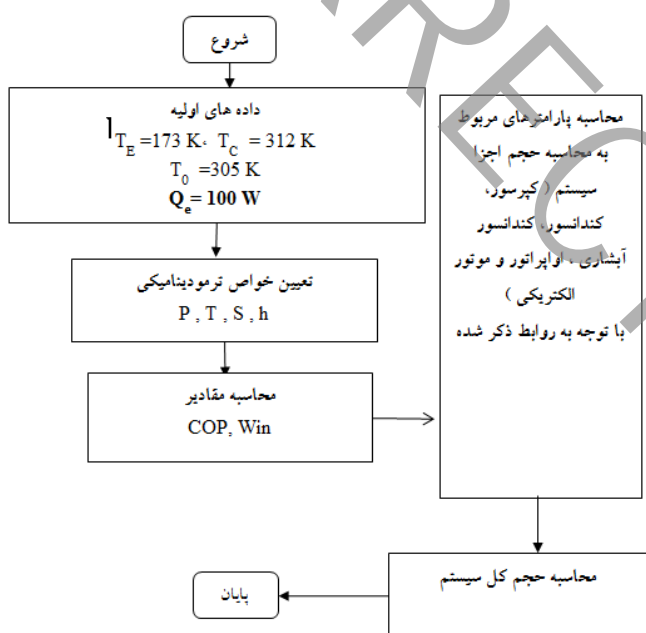 شروع
داده های اولیه
T_E =173 K، T_C = 312 K
T_0 =305 K
Q_e= 100 W
تعیین خواص ترمودینامیکی
P , T , S , h
محاسبه مقادیر
COP, Win
محاسبه پارامترهای مربوط
به محاسبه حجم اجزا
سیستم ( کپرسور،
کندانسور، کندانسور
آبشاری ، اواپراتور و موتور
الکتریکی )
با توجه به روابط ذکر شده
محاسبه حجم کل سیستم
پایان